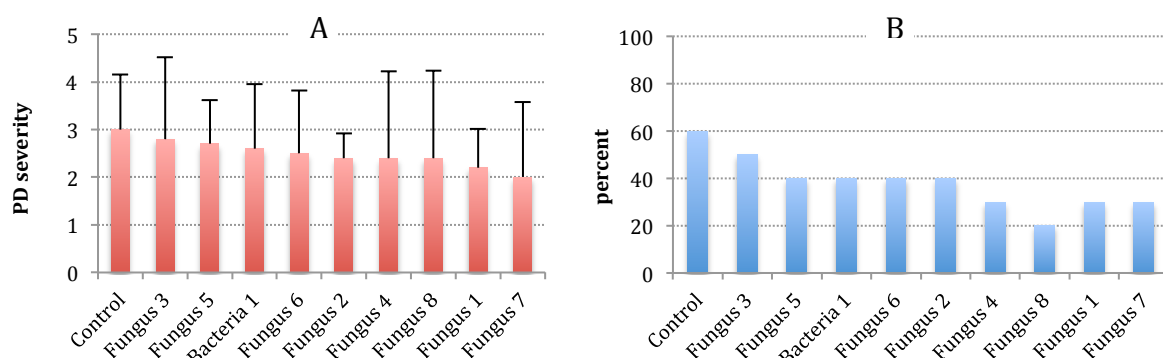 A
5
4
3
2
1
0
PD severity
Control
Fungus 3
Fungus 5
Bacteria 1
Fungus 6
Fungus 2
Fungus 4
Fungus 8
Fungus 1
Fungus 7
B
100
80
60
40
20
0
percent
Control
Fungus 3
Fungus 5
Bacteria 1
Fungus 6
Fungus 2
Fungus 4
Fungus 8
Fungus 1
Fungus 7